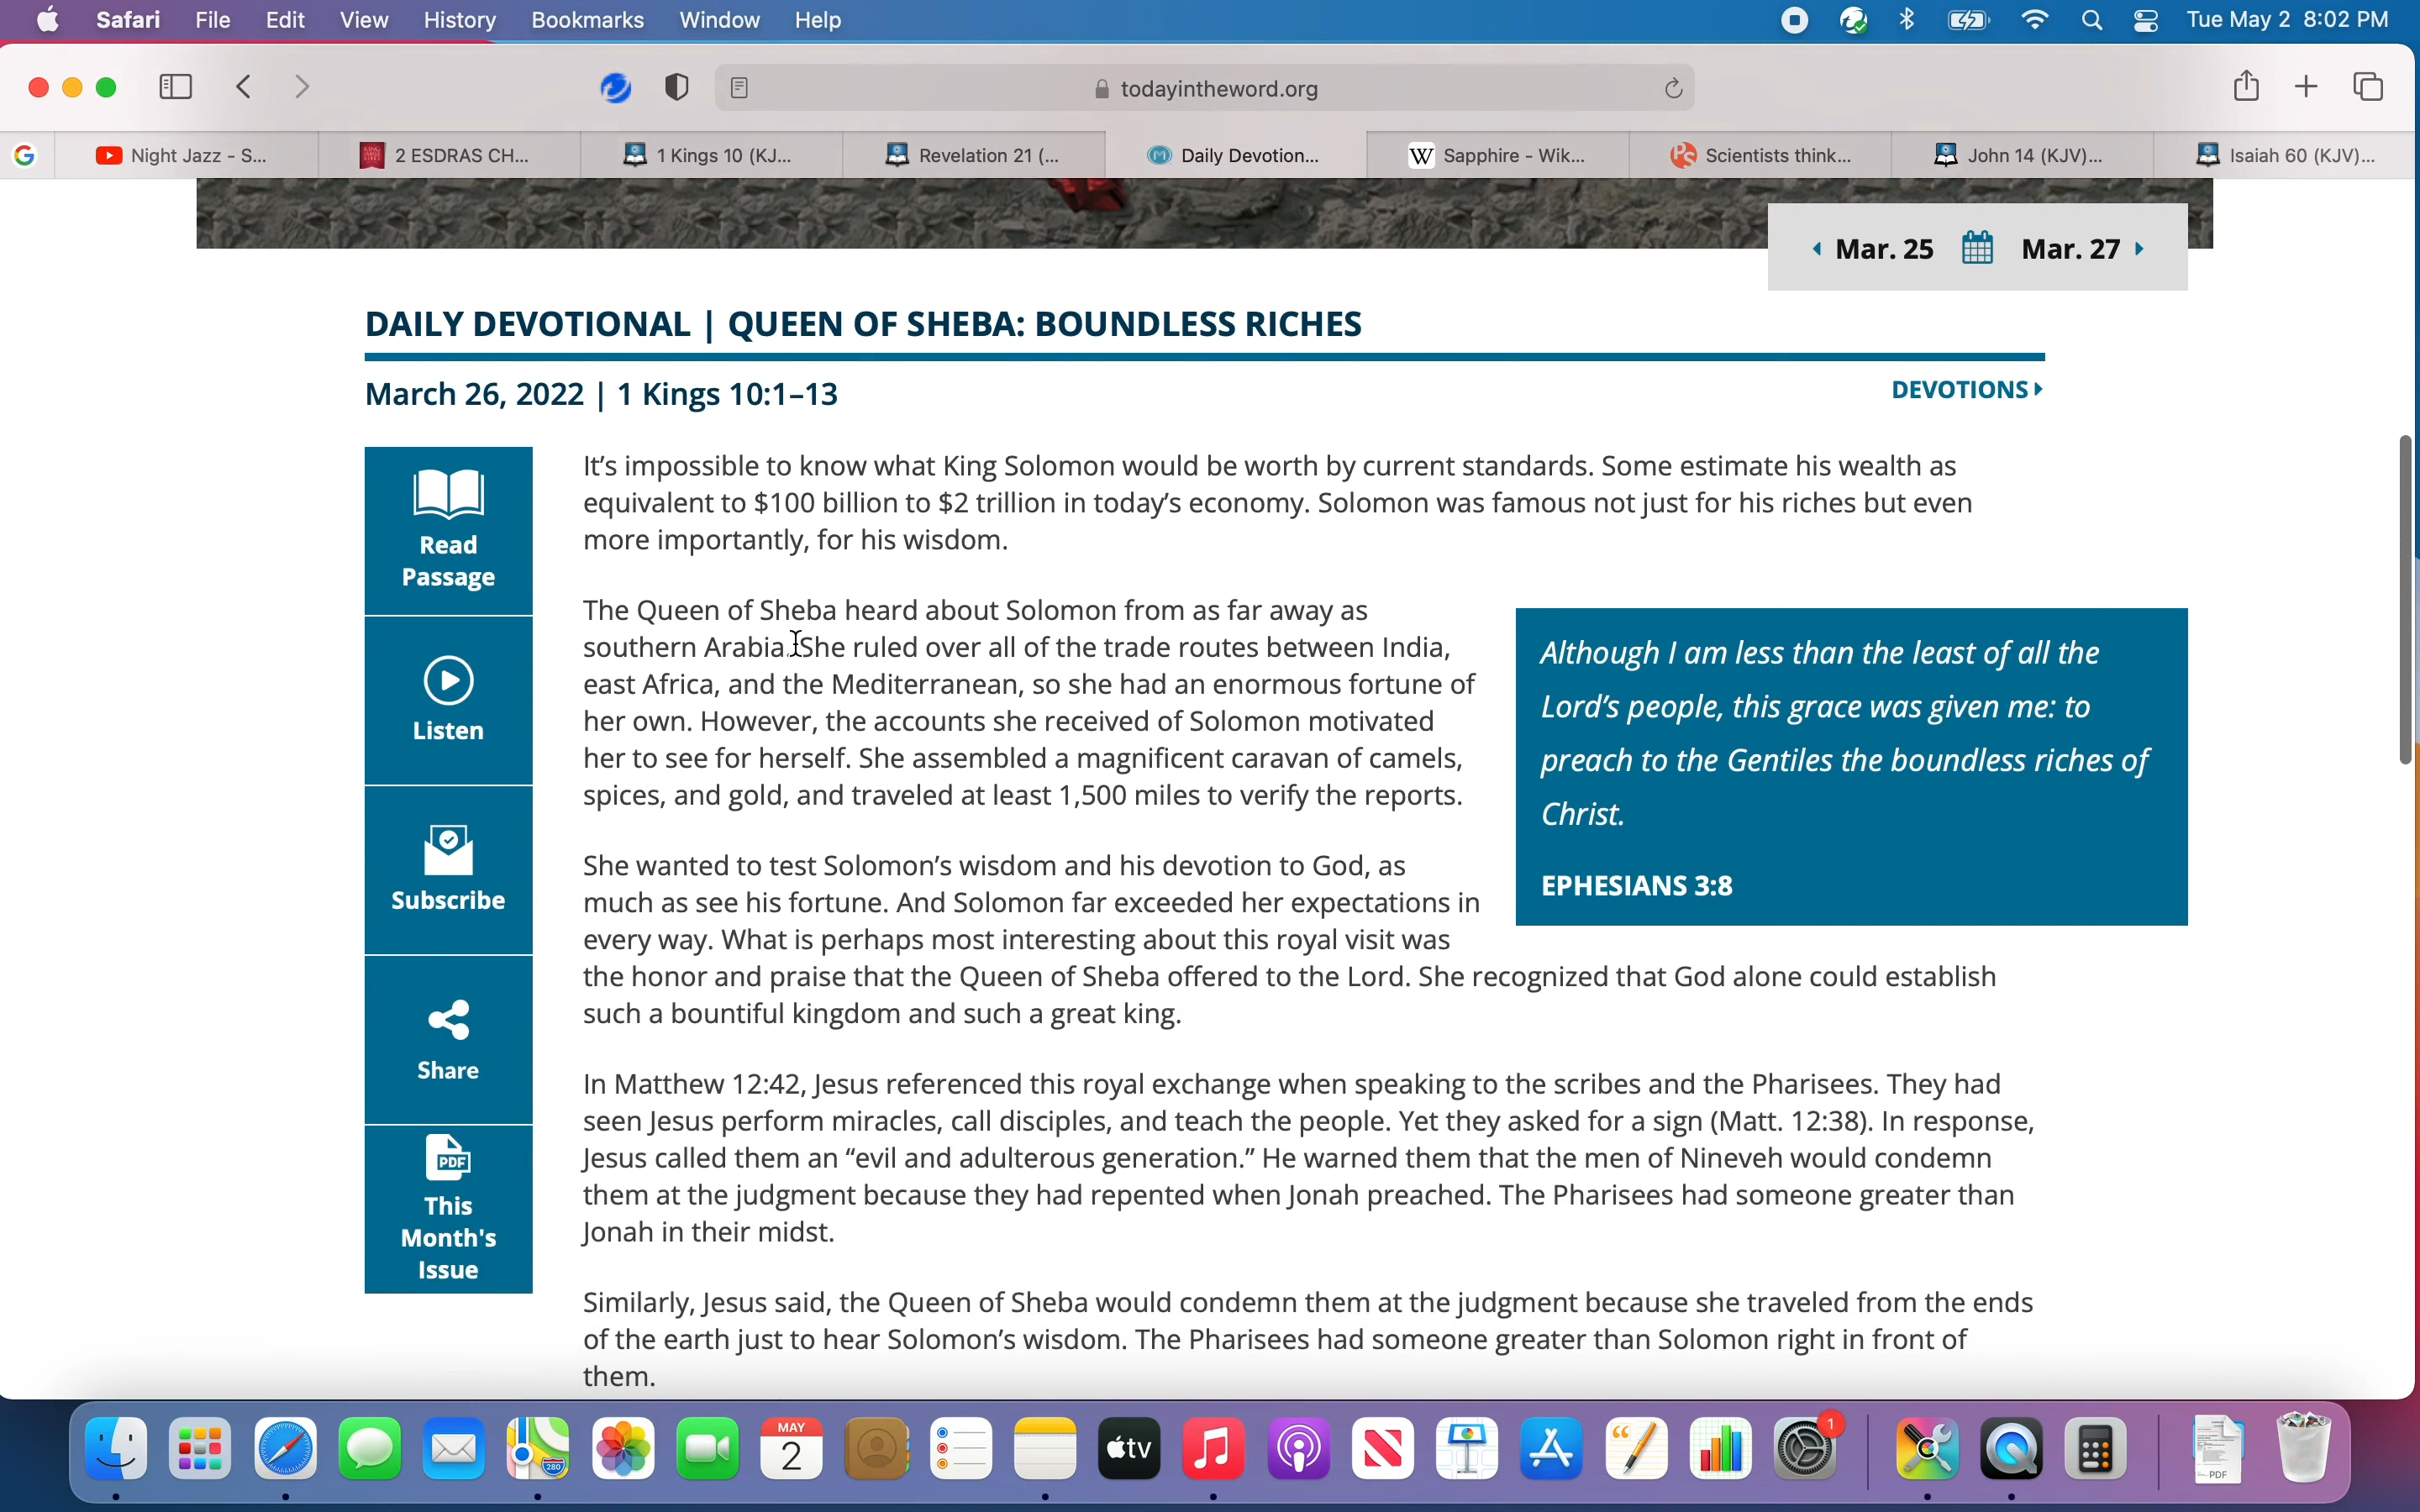 Safari File Edit View History Bookmarks Window Help Tue May 2 8:02 PM
todayintheword.org
Night Jazz - S... 2 ESDRAS CH... 1 Kings 10 (KJ... Revelation 21 (... Daily Devotion... Sapphire - Wik... Scientists think... John 14 (KJV)... Isaiah 60 (KJV)...
Mar. 25 Mar. 27
DAILY DEVOTIONAL | QUEEN OF SHEBA: BOUNDLESS RICHES
March 26, 2022 | 1 Kings 10:1–13
DEVOTIONS
Read
Passage
Listen
Subscribe
Share
PDF
This
Month's
Issue
It’s impossible to know what King Solomon would be worth by current standards. Some estimate his wealth as
equivalent to $100 billion to $2 trillion in today’s economy. Solomon was famous not just for his riches but even
more importantly, for his wisdom.
The Queen of Sheba heard about Solomon from as far away as
southern Arabia. She ruled over all of the trade routes between India,
east Africa, and the Mediterranean, so she had an enormous fortune of
her own. However, the accounts she received of Solomon motivated
her to see for herself. She assembled a magnificent caravan of camels,
spices, and gold, and traveled at least 1,500 miles to verify the reports.
Although I am less than the least of all the
Lord’s people, this grace was given me: to
preach to the Gentiles the boundless riches of
Christ.
EPHESIANS 3:8
She wanted to test Solomon’s wisdom and his devotion to God, as
much as see his fortune. And Solomon far exceeded her expectations in
every way. What is perhaps most interesting about this royal visit was
the honor and praise that the Queen of Sheba offered to the Lord. She recognized that God alone could establish
such a bountiful kingdom and such a great king.
In Matthew 12:42, Jesus referenced this royal exchange when speaking to the scribes and the Pharisees. They had
seen Jesus perform miracles, call disciples, and teach the people. Yet they asked for a sign (Matt. 12:38). In response,
Jesus called them an “evil and adulterous generation.” He warned them that the men of Nineveh would condemn
them at the judgment because they had repented when Jonah preached. The Pharisees had someone greater than
Jonah in their midst.
Similarly, Jesus said, the Queen of Sheba would condemn them at the judgment because she traveled from the ends
of the earth just to hear Solomon’s wisdom. The Pharisees had someone greater than Solomon right in front of
them.
280
MAY
2
tv
1
PDF